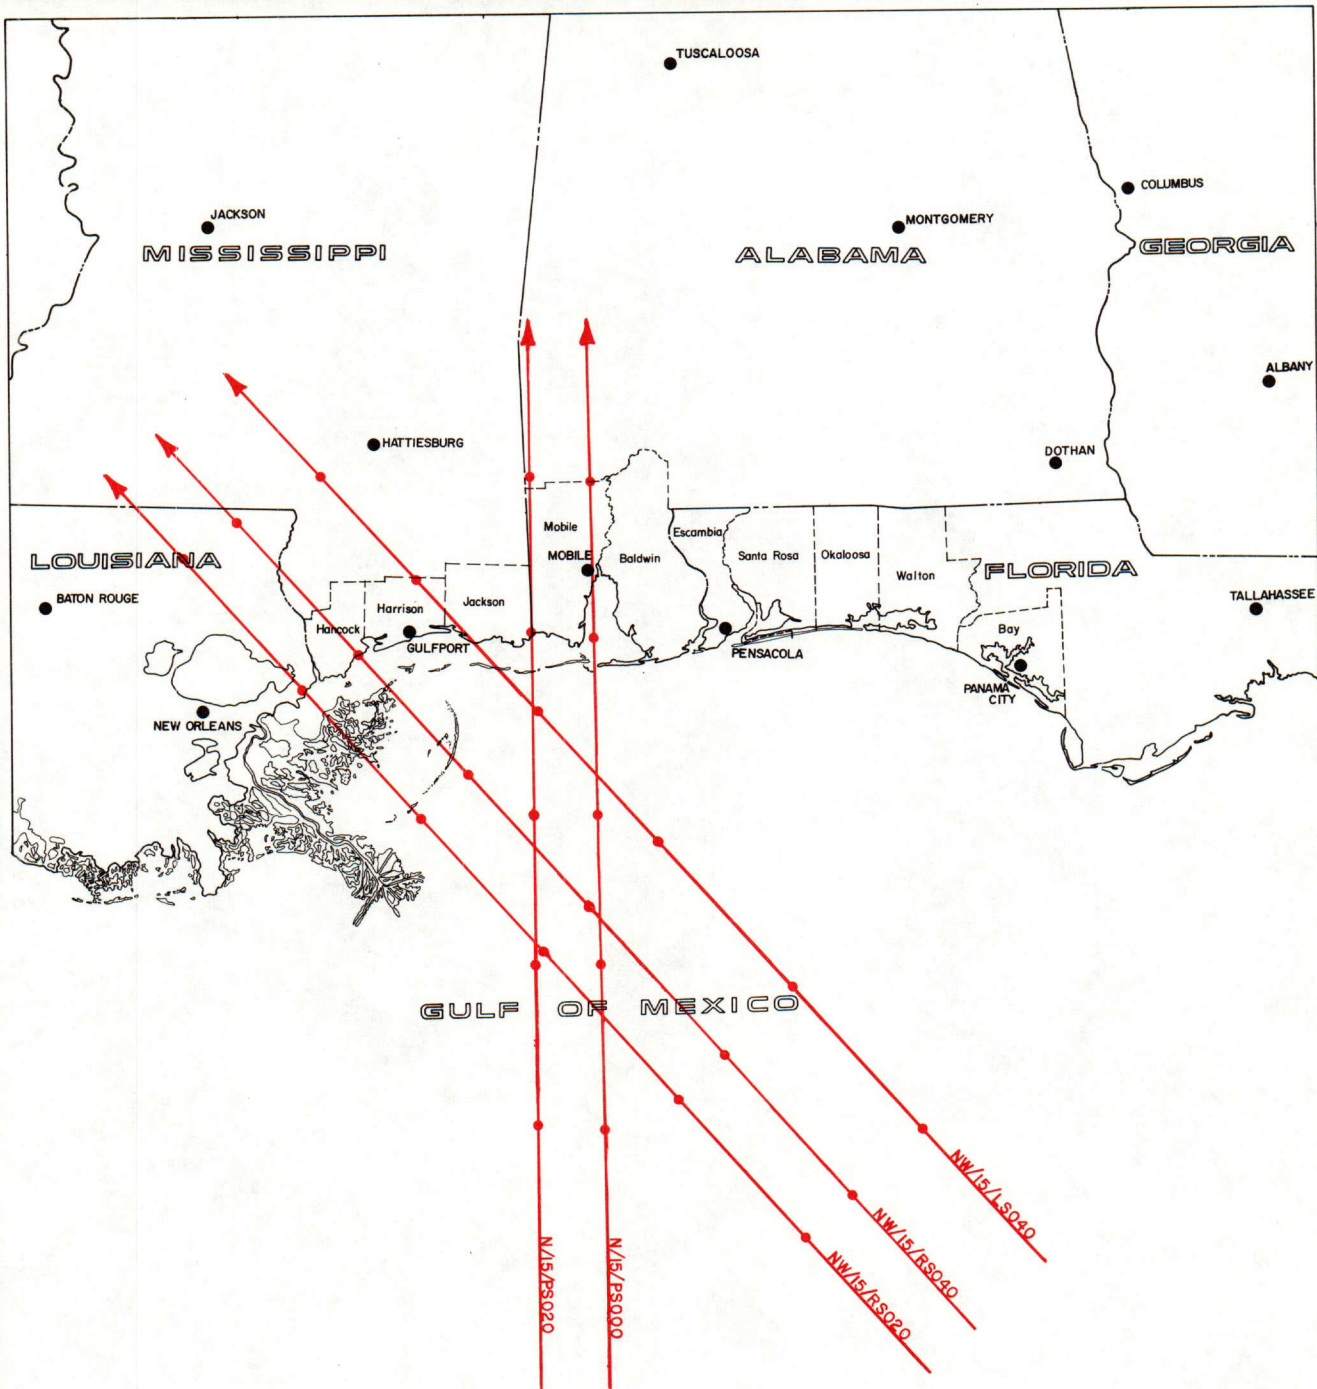 TUSCALOOSA
COLUMBUS
JACKSON
MONTGOMERY
MISSISSIPPI
ALABAMA
GEORGIA
ALBANY
HATTIESBURG
DOTHAN
Mobile
Escambia
LOUISIANA
MOBILE
Baldwin
Santa Rosa
Okaloosa
Walton
FLORIDA
BATON ROUGE
Hancock
Harrison
Jackson
TALLAHASSEE
GULFPORT
PENSACOLA
Bay
NEW ORLEANS
PANAMA
CITY
GULF OF MEXICO
N/15/PS020
N/15/PS000
NW/15/RS020
NW/15/RS040
NW/15/LS040